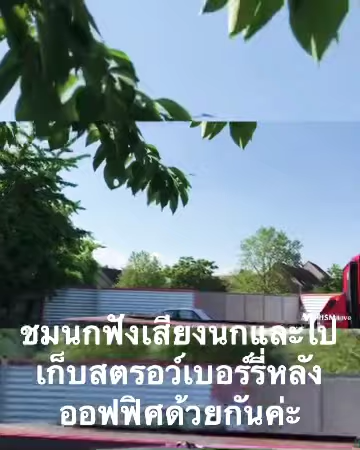 ชมนกฟังเสียงนกและไป
เก็บสตรอว์เบอร์รี่หลัง
ออฟฟิศด้วยกันค่ะ